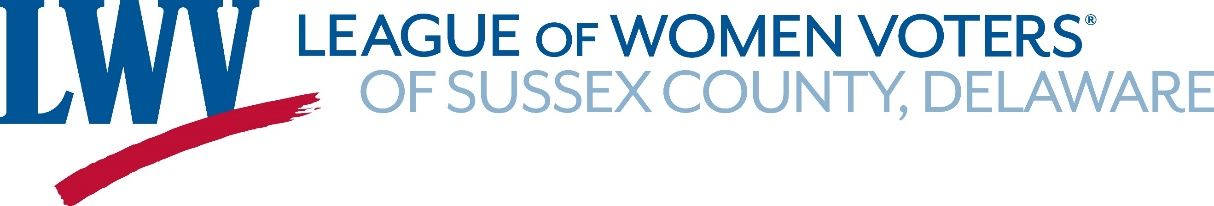 LWV
LEAGUE OF WOMEN VOTERS®
OF SUSSEX COUNTY, DELAWARE